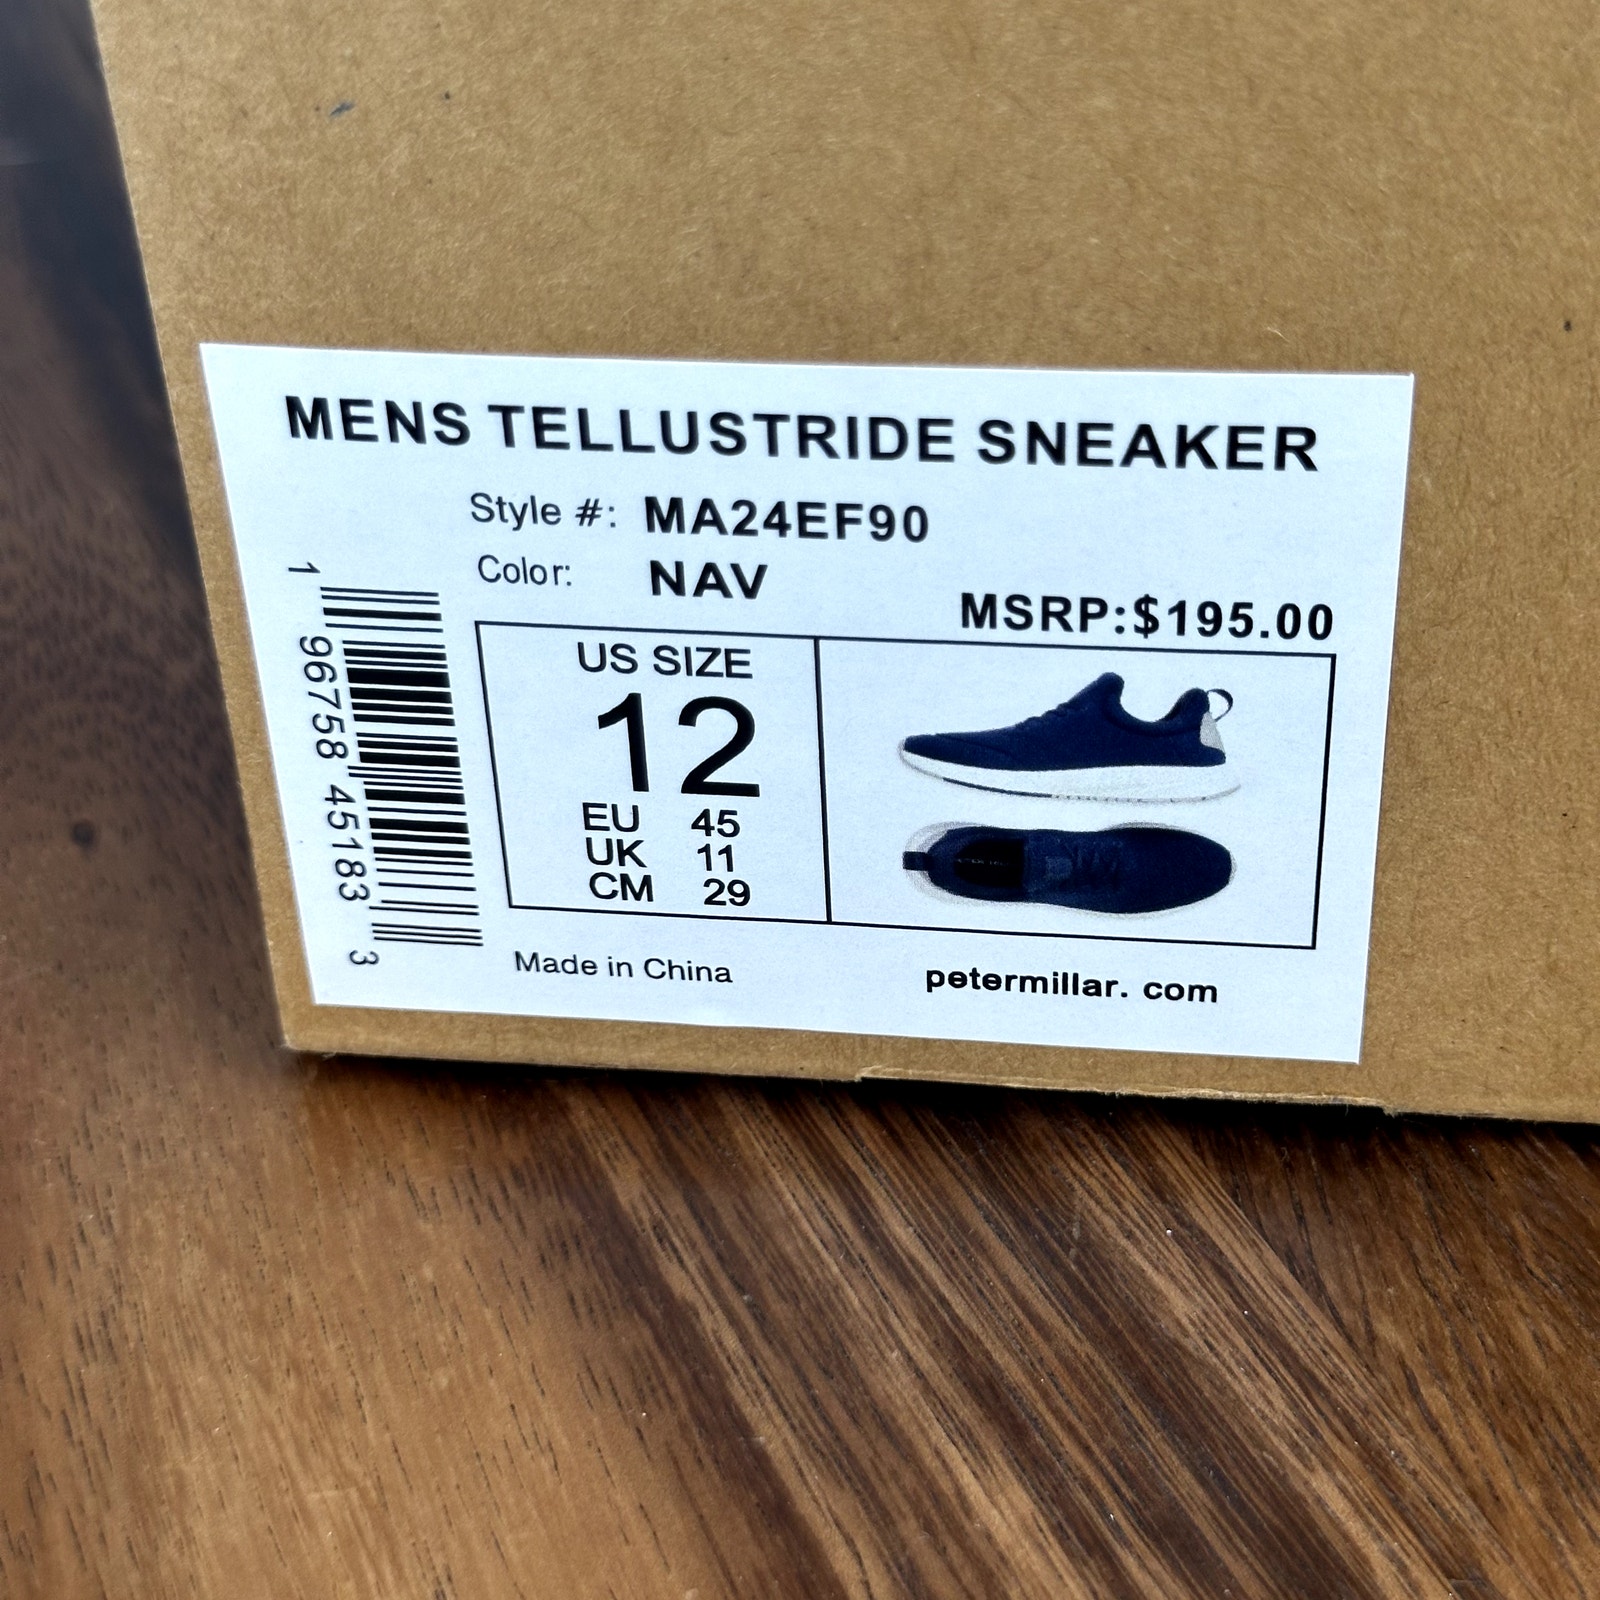 MENS TELLUSTRIDE SNEAKER
Style #: MA24EF90
Color: NAV
MSRP:$195.00
1 96758 45183 3
US SIZE
12
EU 45
UK 11
CM 29
Made in China
petermillar. com